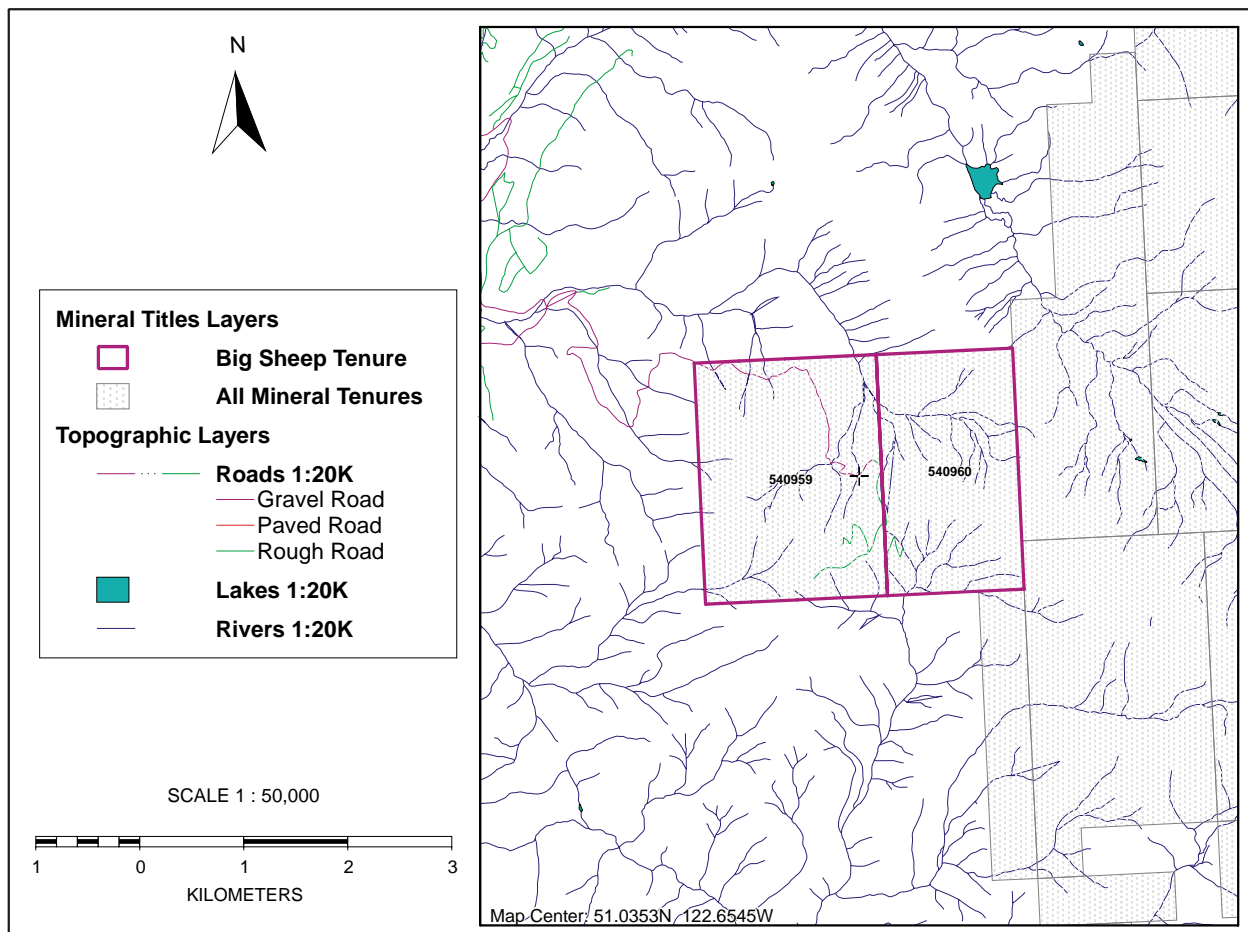 N
Mineral Titles Layers
Big Sheep Tenure
All Mineral Tenures
Topographic Layers
Roads 1:20K
Gravel Road
Paved Road
Rough Road
Lakes 1:20K
Rivers 1:20K
SCALE 1 : 50,000
1 0 1 2 3
KILOMETERS
540959
540960
Map Center: 51.0353N 122.6545W